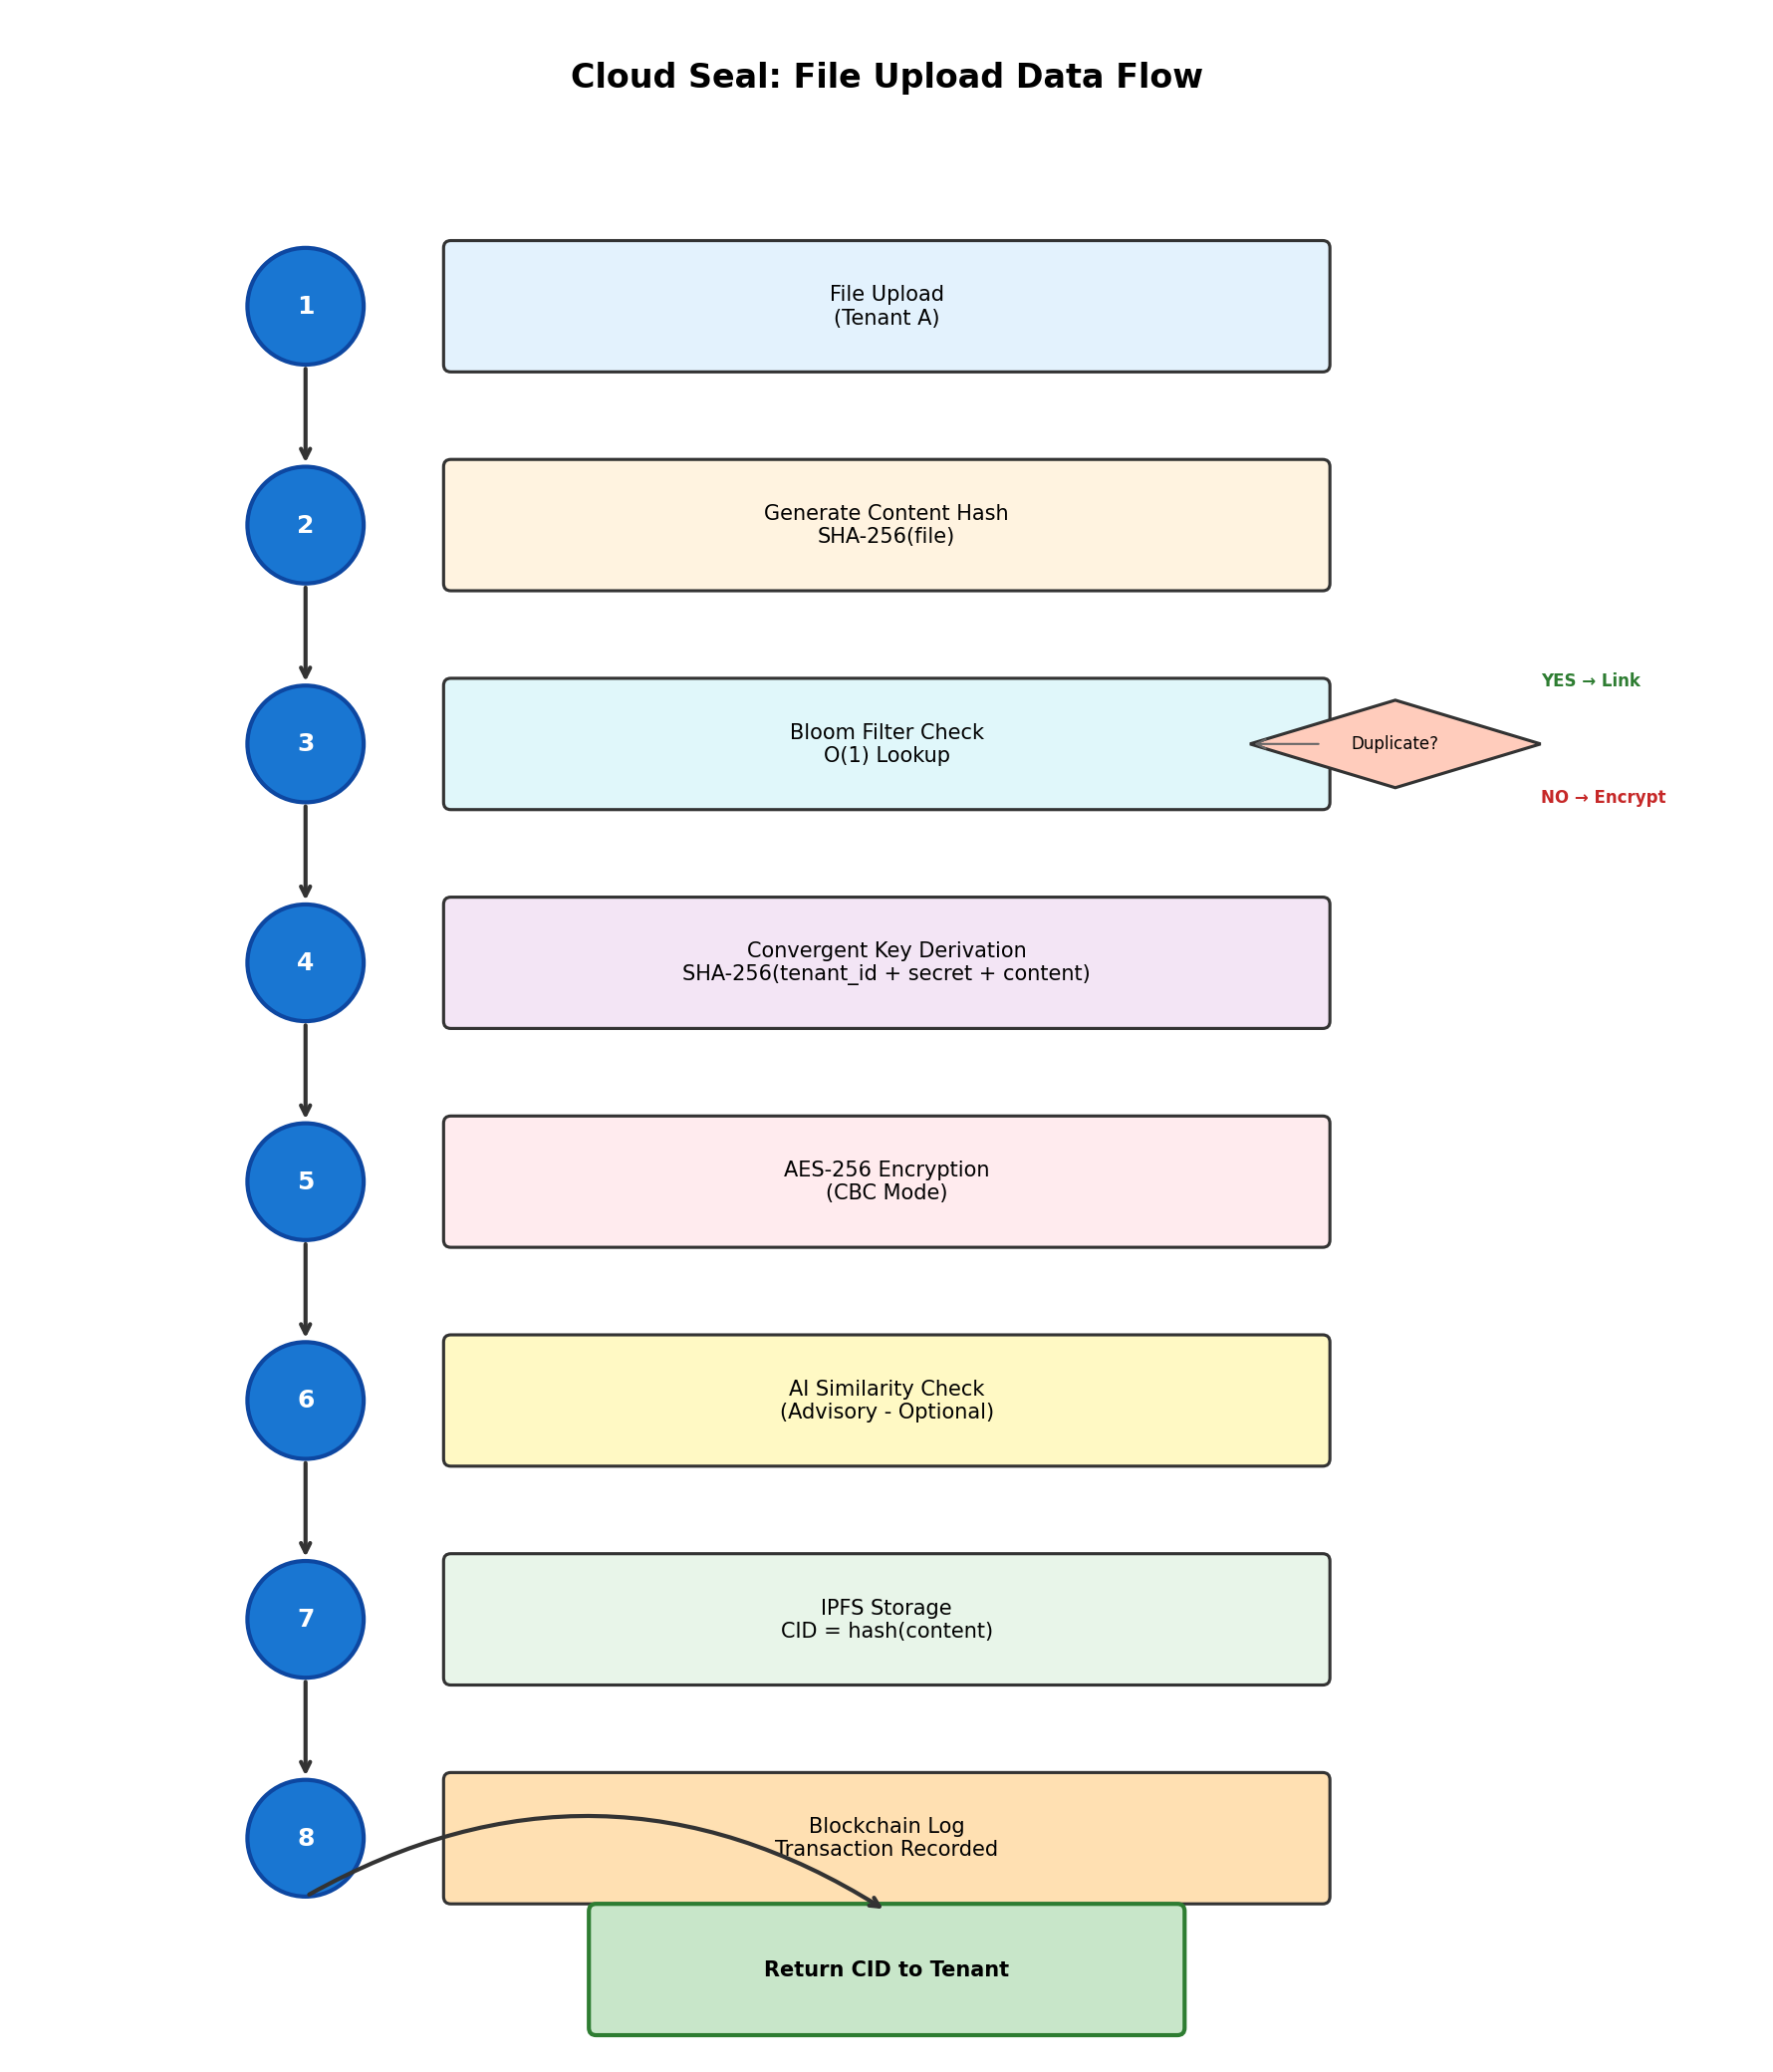 Cloud Seal: File Upload Data Flow
1
File Upload
(Tenant A)
2
Generate Content Hash
SHA-256(file)
3
Bloom Filter Check
O(1) Lookup
Duplicate?
YES → Link
NO → Encrypt
4
Convergent Key Derivation
SHA-256(tenant_id + secret + content)
5
AES-256 Encryption
(CBC Mode)
6
AI Similarity Check
(Advisory - Optional)
7
IPFS Storage
CID = hash(content)
8
Blockchain Log
Transaction Recorded
Return CID to Tenant